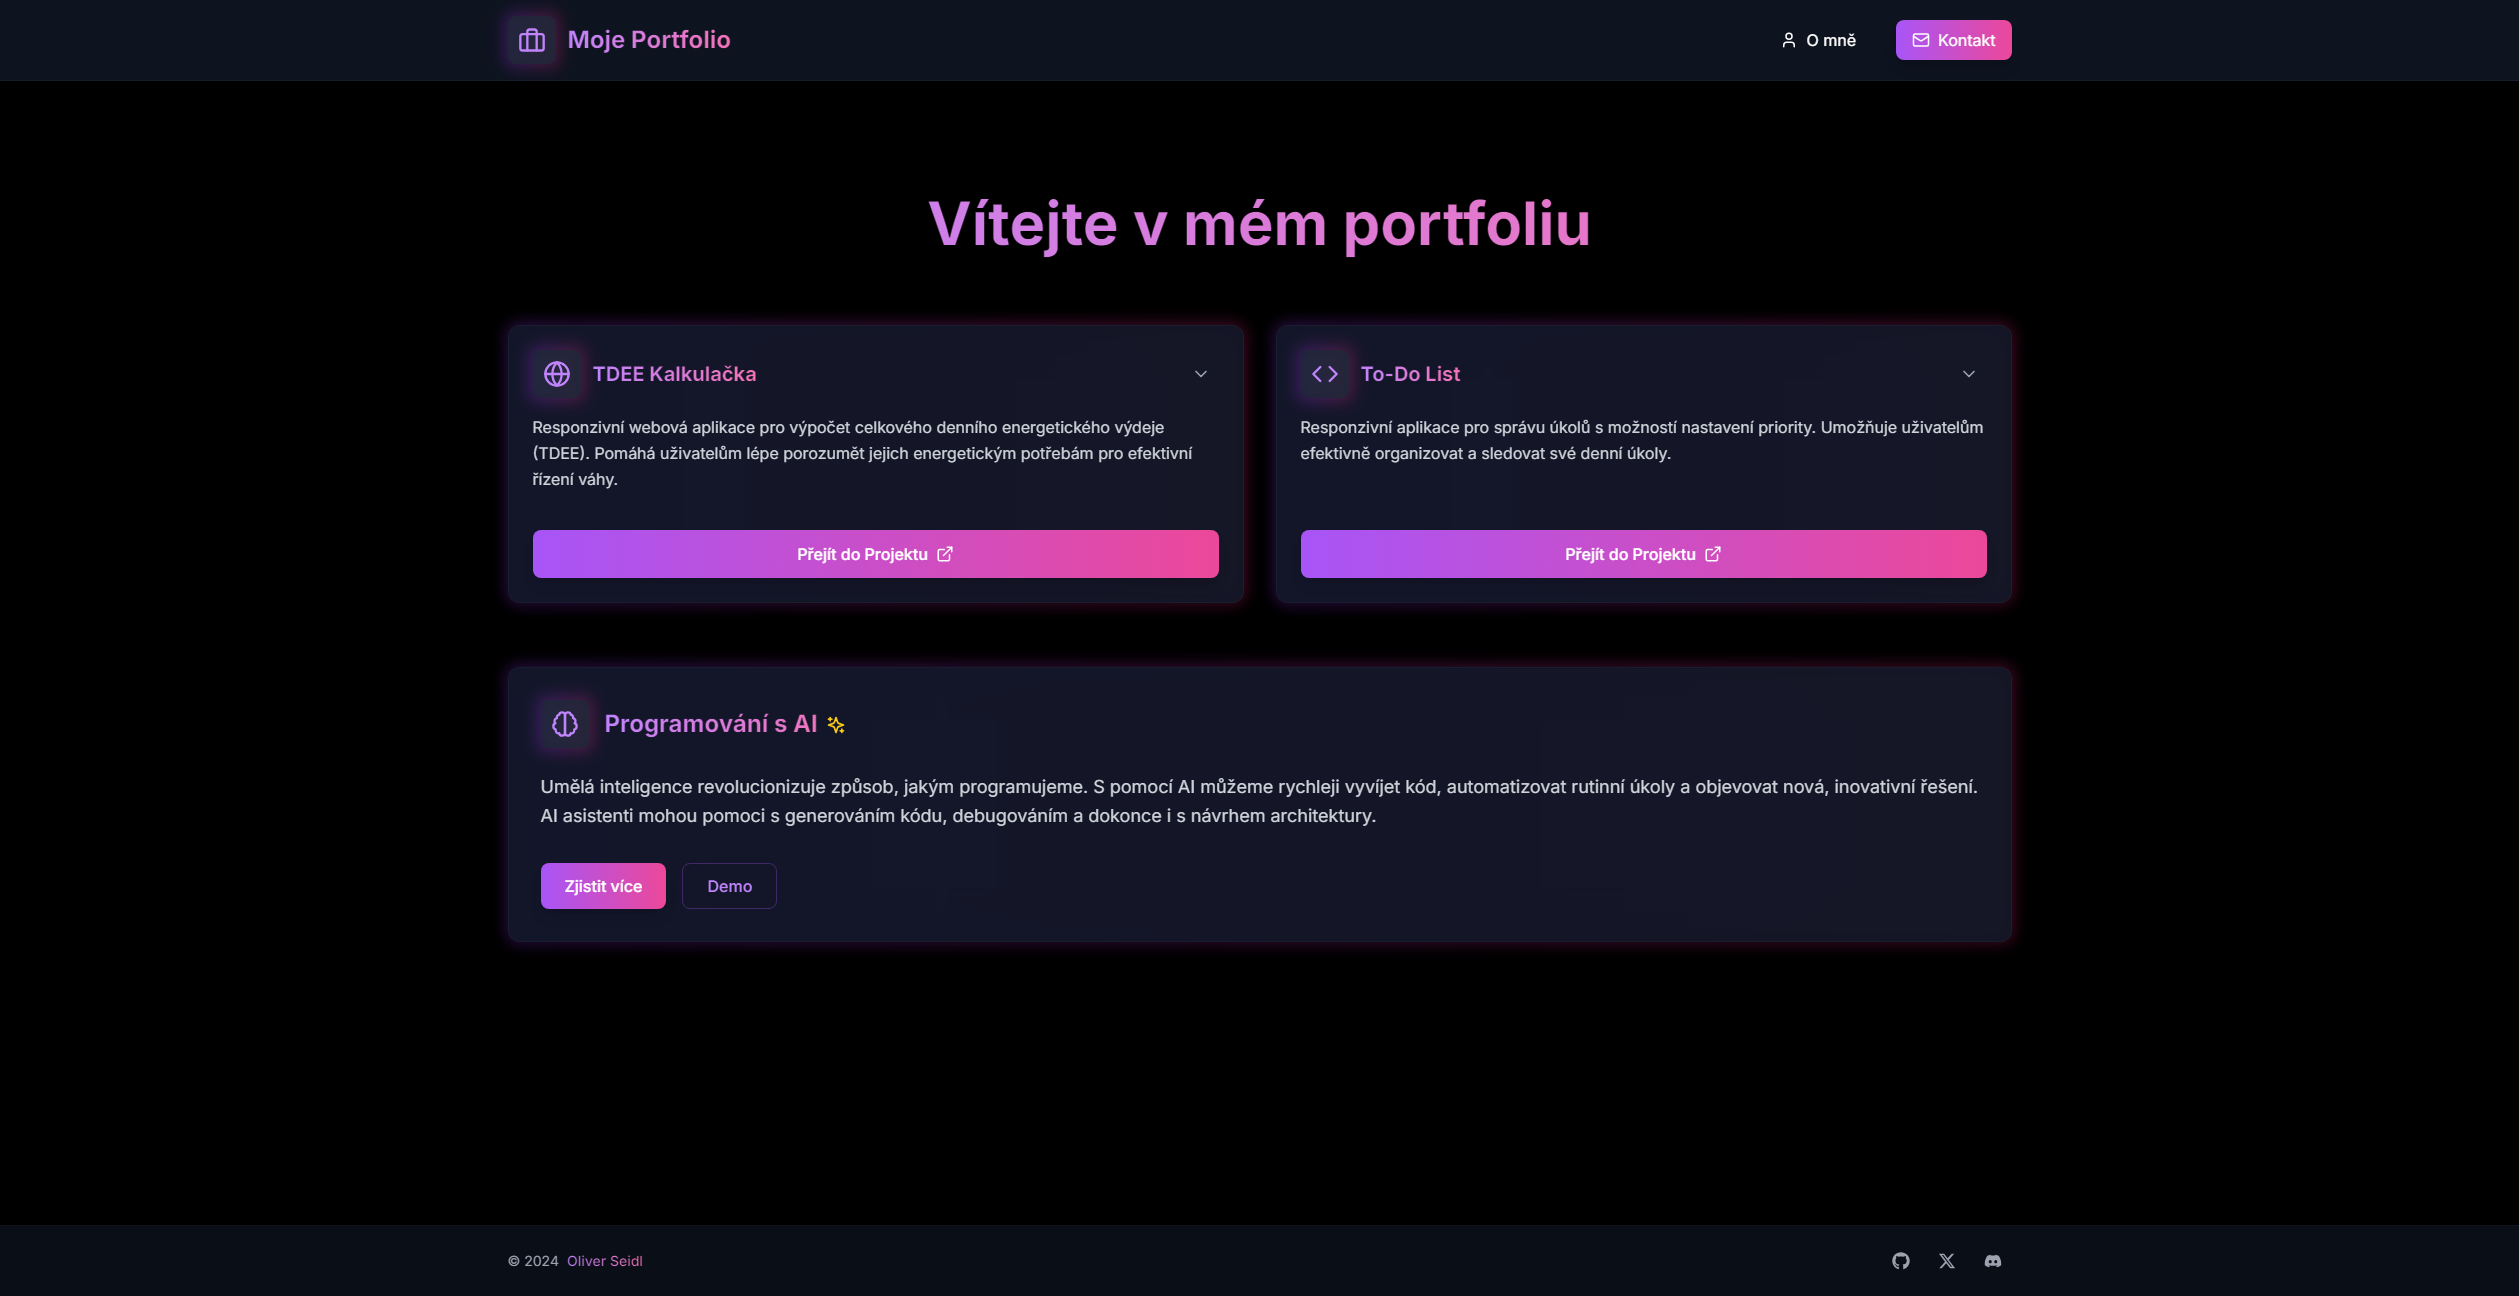 Moje Portfolio
O mně
Kontakt
Vítejte v mém portfoliu
TDEE Kalkulačka
Responzivní webová aplikace pro výpočet celkového denního energetického výdeje
(TDEE). Pomáhá uživatelům lépe porozumět jejich energetickým potřebám pro efektivní
řízení váhy.
Přejít do Projektu
To-Do List
Responzivní aplikace pro správu úkolů s možností nastavení priority. Umožňuje uživatelům
efektivně organizovat a sledovat své denní úkoly.
Přejít do Projektu
Programování s AI
Umělá inteligence revolucionizuje způsob, jakým programujeme. S pomocí AI můžeme rychleji vyvíjet kód, automatizovat rutinní úkoly a objevovat nová, inovativní řešení.
AI asistenti mohou pomoci s generováním kódu, debugováním a dokonce i s návrhem architektury.
Zjistit více
Demo
© 2024 Oliver Seidl